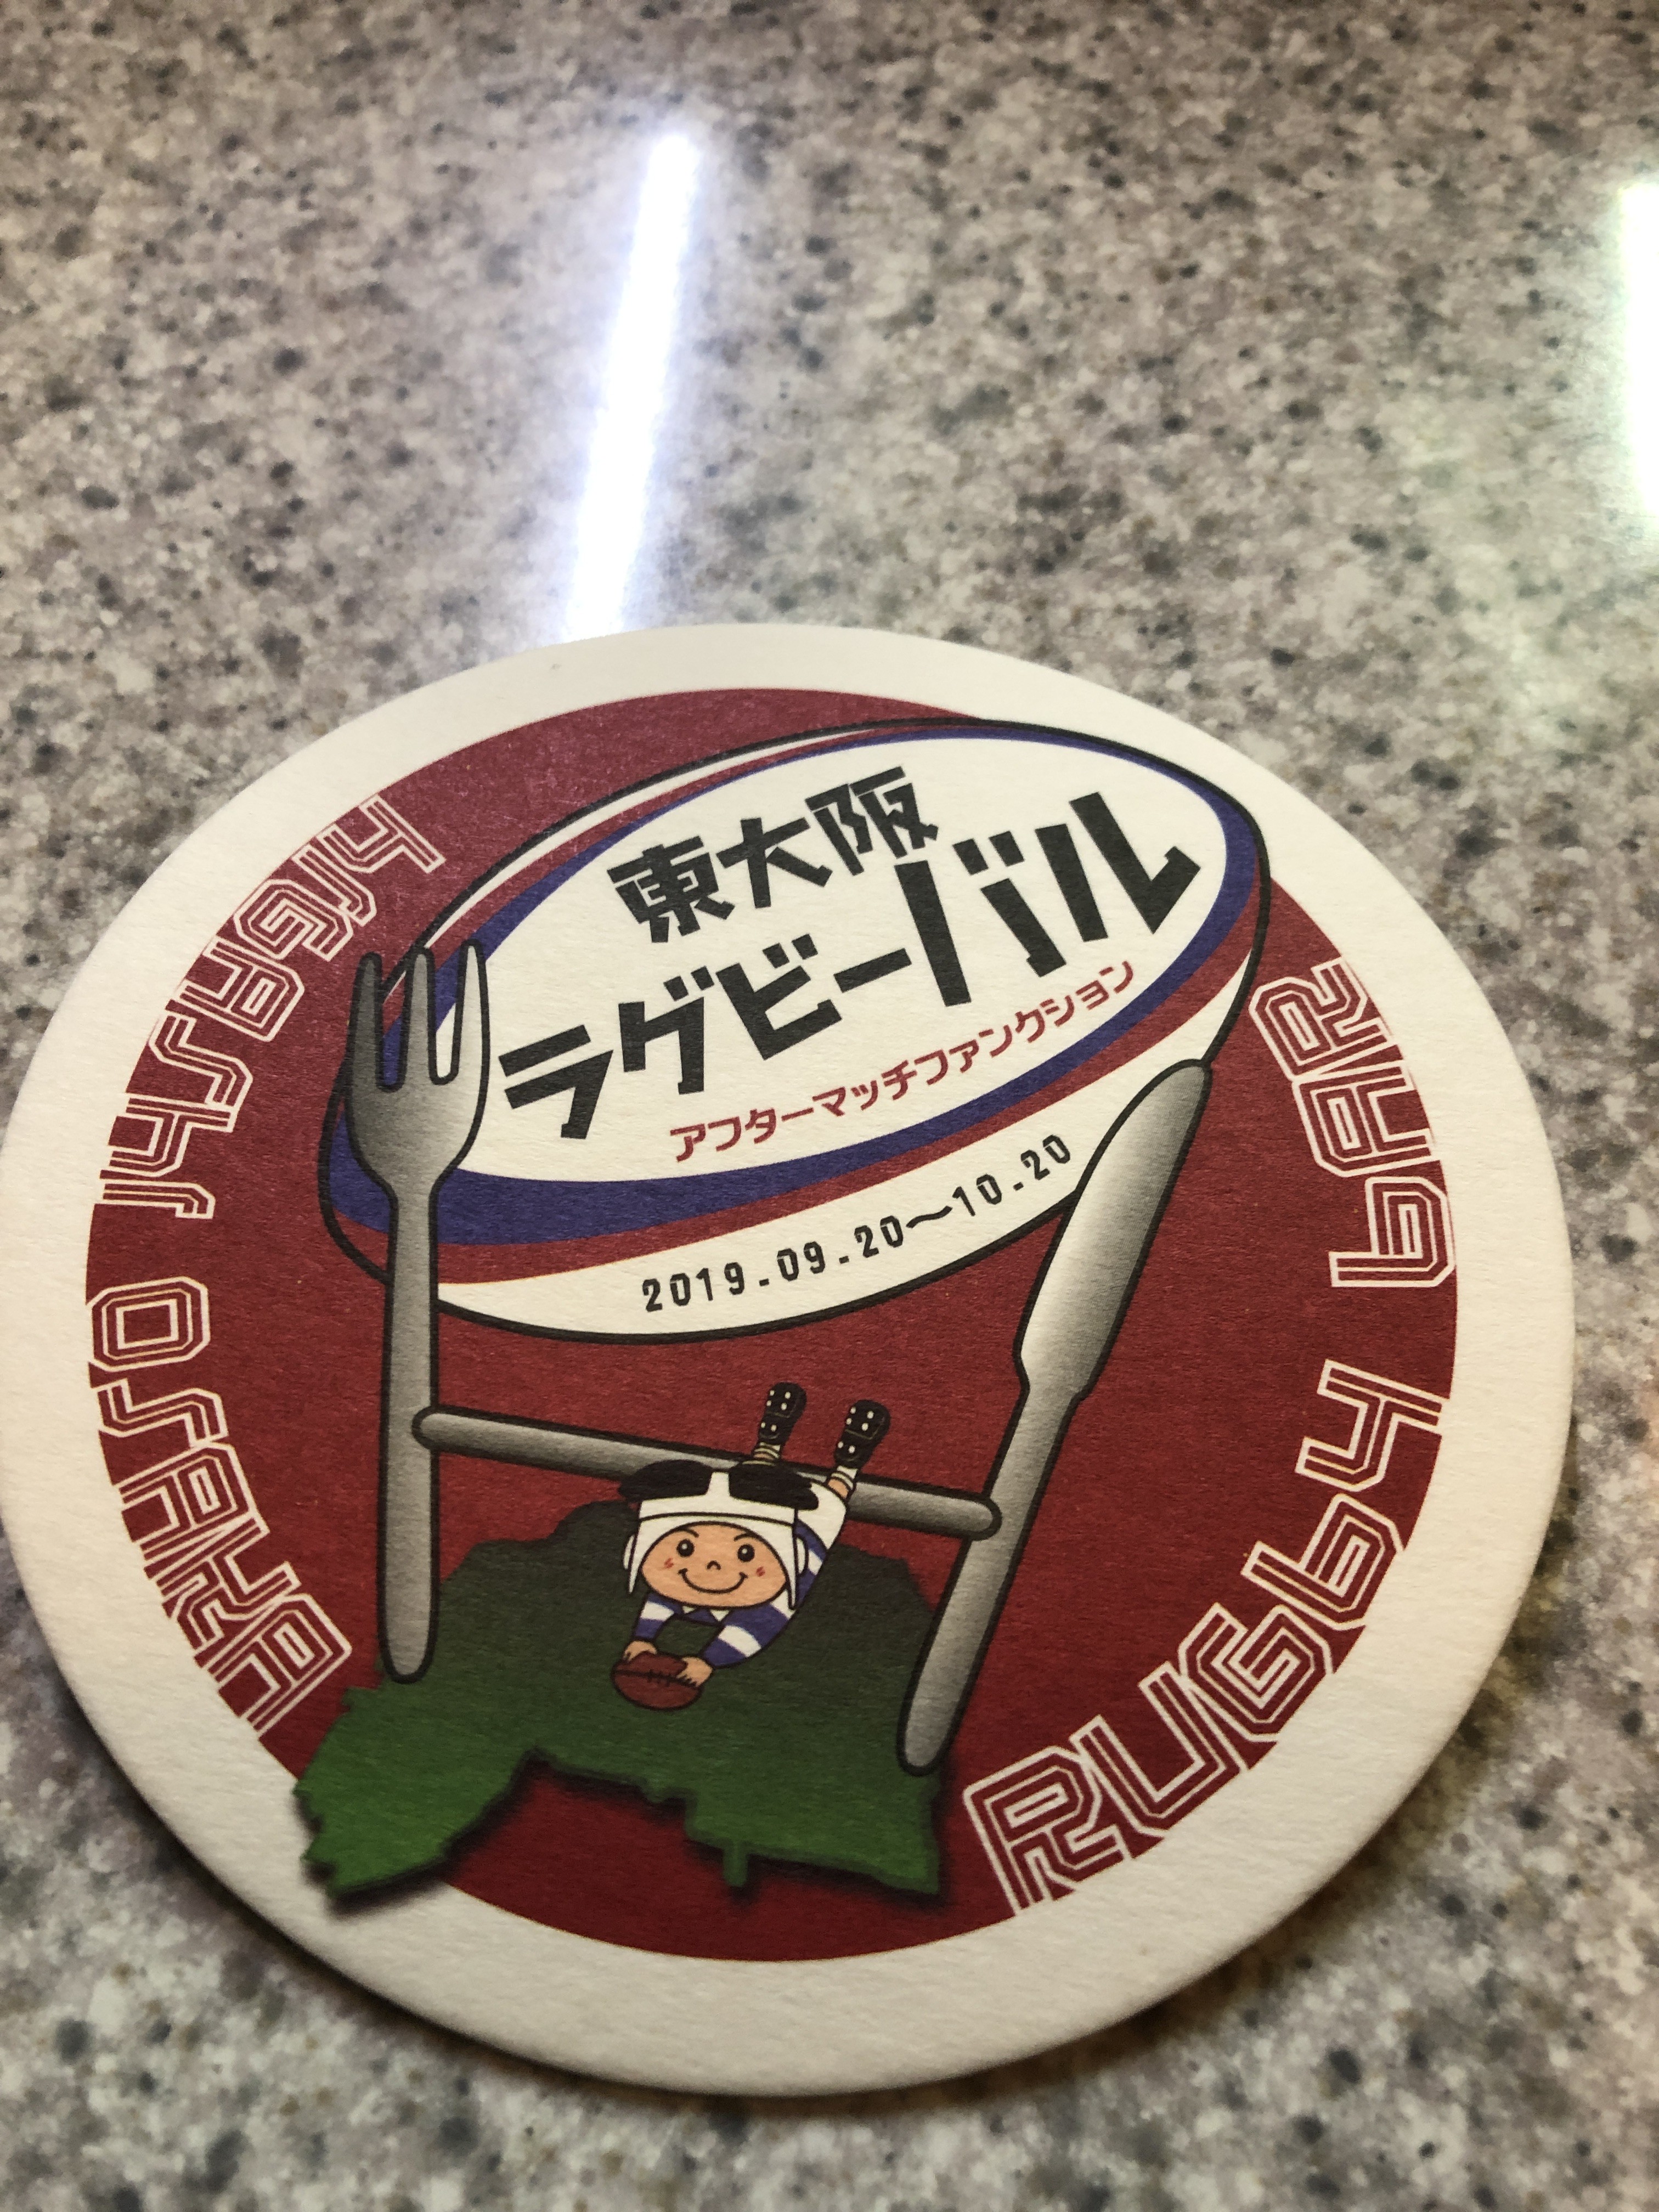 東大阪
ラグビーバル
アフターマッチファンクション
2019.09.20〜10.20
HIGASHI OSAKA
RUGBY BAR